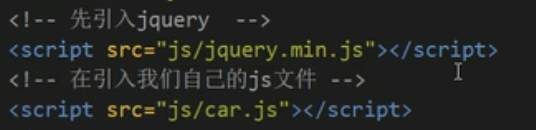 <!-- 先引入jquery  -->
<script src="js/jquery.min.js"></script>
<!-- 在引入我们自己的js文件 -->
<script src="js/car.js"></script>